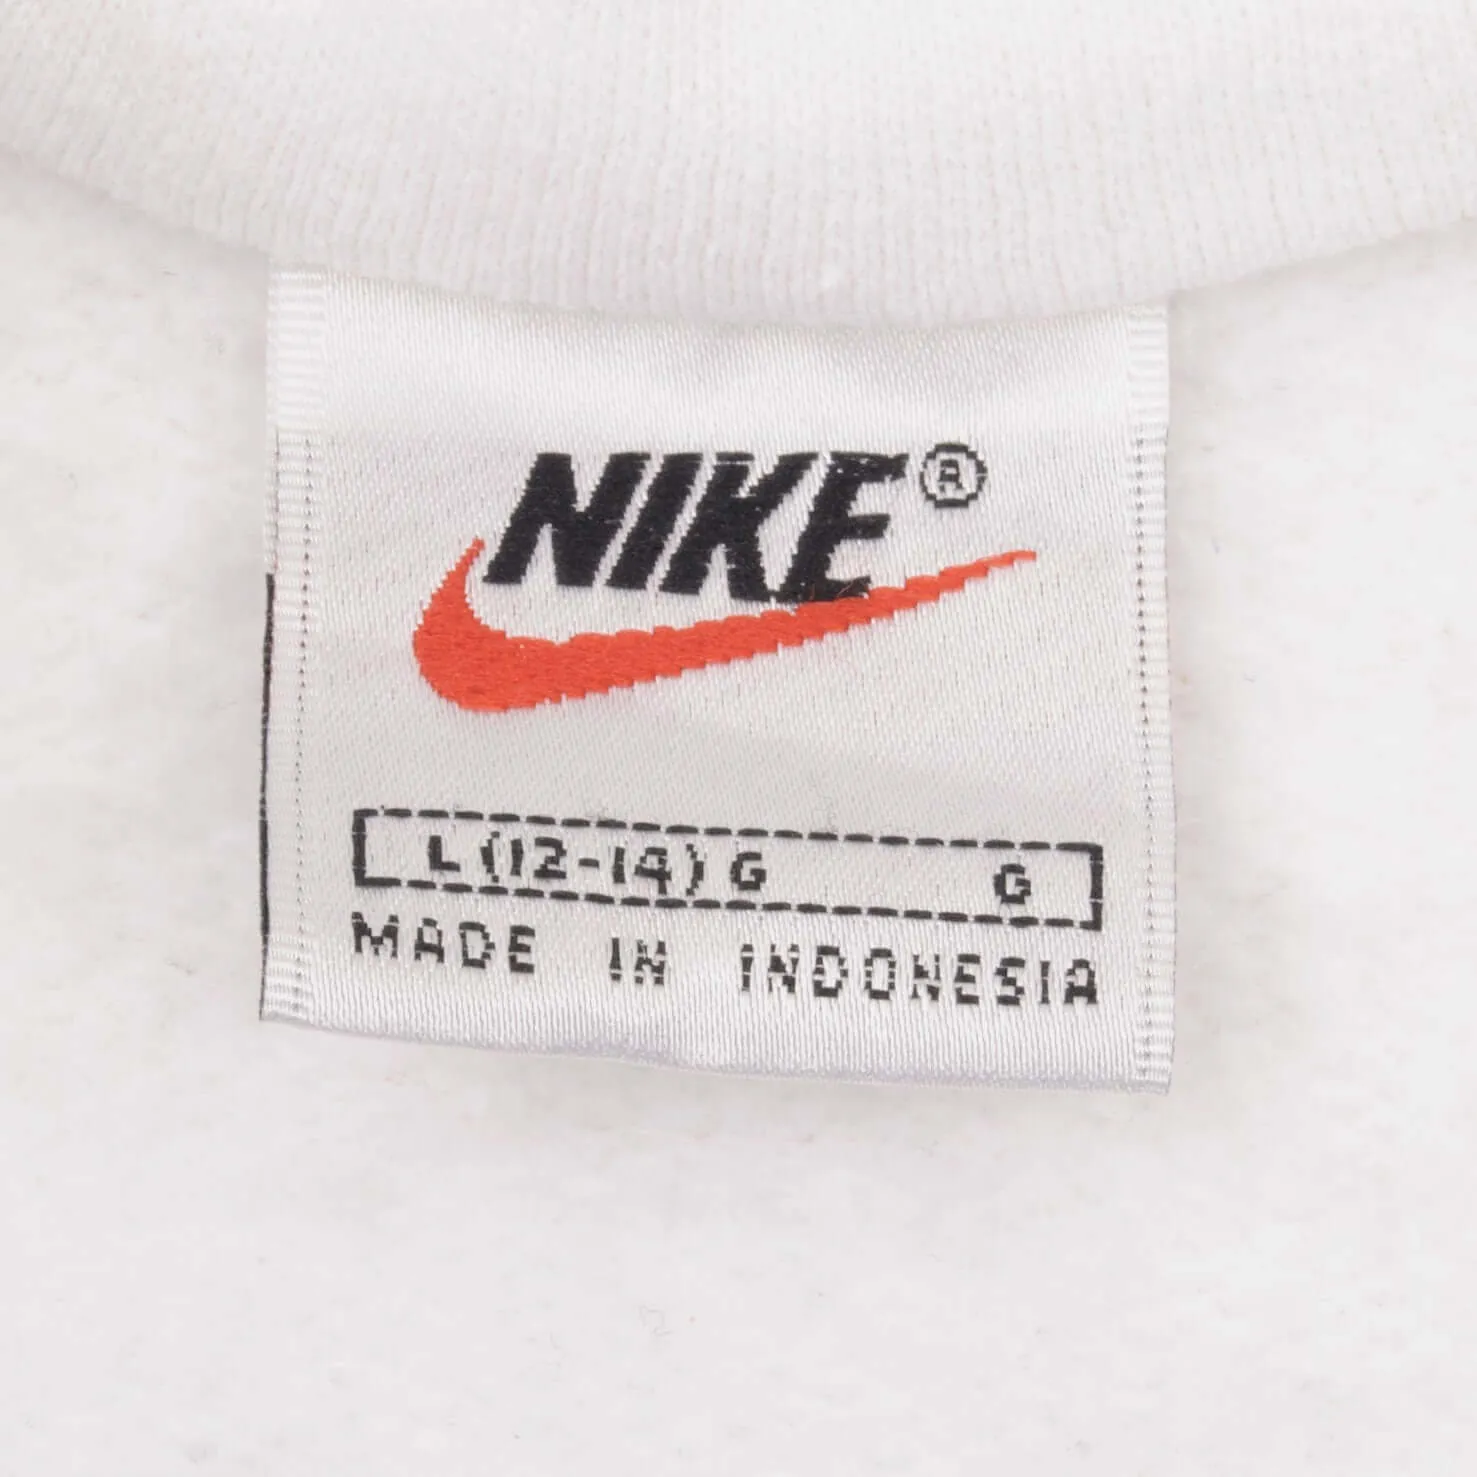 NIKE®
L (12-14) G G
MADE IN INDONESIA